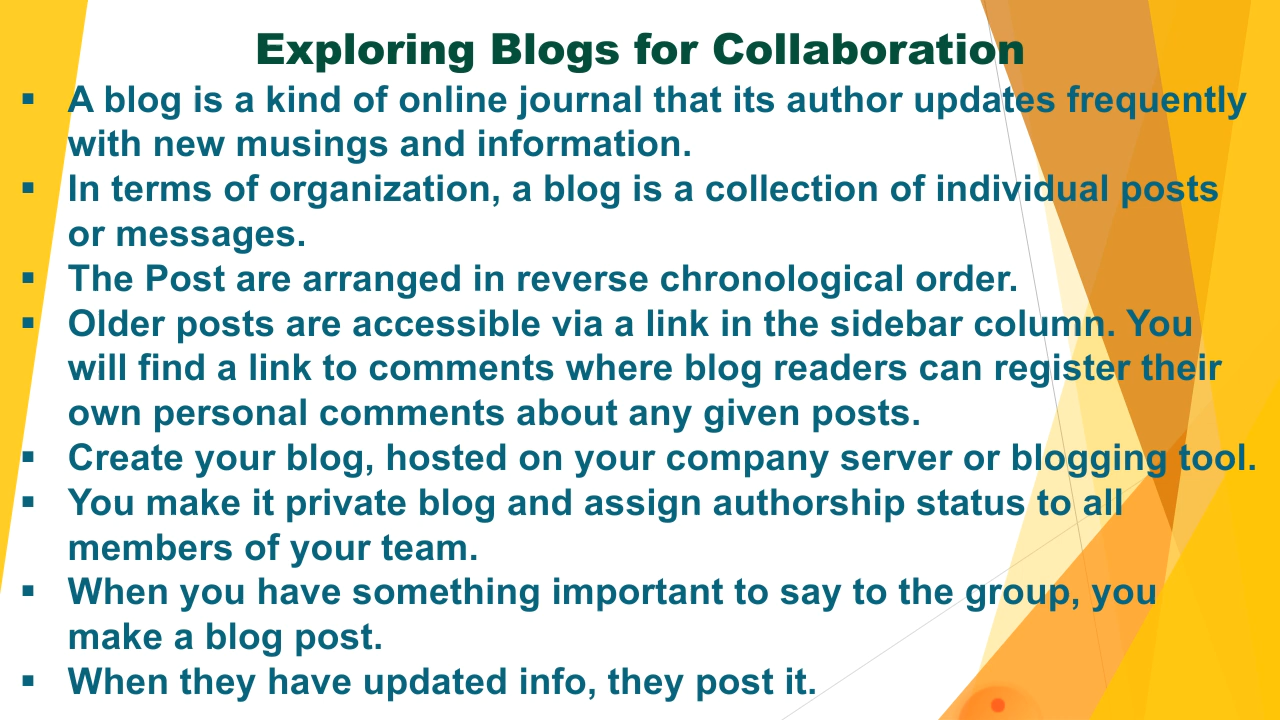 Exploring Blogs for Collaboration
▪ A blog is a kind of online journal that its author updates frequently
with new musings and information.
▪ In terms of organization, a blog is a collection of individual posts
or messages.
▪ The Post are arranged in reverse chronological order.
▪ Older posts are accessible via a link in the sidebar column. You
will find a link to comments where blog readers can register their
own personal comments about any given posts.
▪ Create your blog, hosted on your company server or blogging tool.
▪ You make it private blog and assign authorship status to all
members of your team.
▪ When you have something important to say to the group, you
make a blog post.
▪ When they have updated info, they post it.